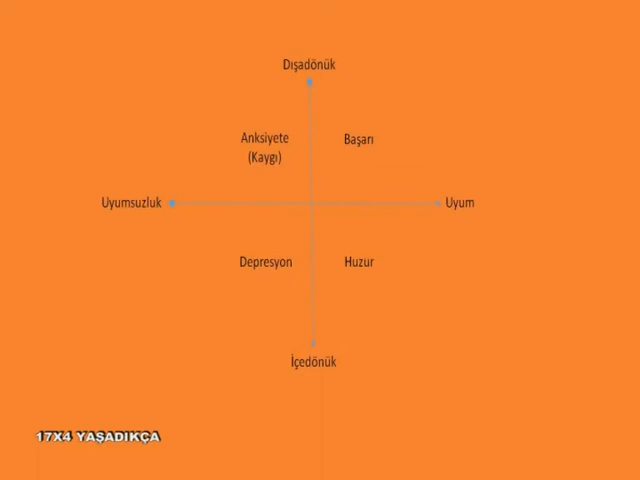 Dışadönük
Anksiyete
(Kaygı)
Başarı
Uyumsuzluk
Uyum
Depresyon
Huzur
İçedönük
17X4 YAŞADIKÇA